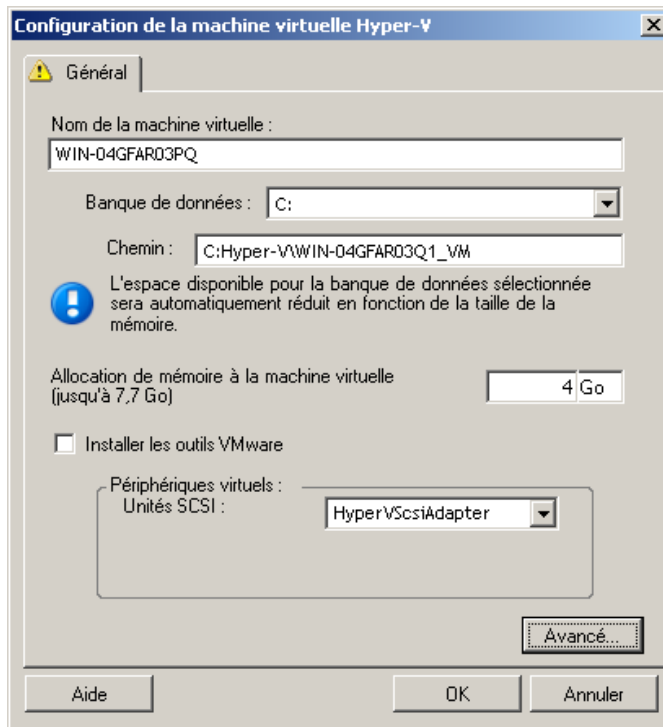 Configuration de la machine virtuelle Hyper-V
Général
Nom de la machine virtuelle :
WIN-04GFAR03PQ
Banque de données : C:
Chemin : C:Hyper-V\WIN-04GFAR03Q1_VM
L'espace disponible pour la banque de données sélectionnée
sera automatiquement réduit en fonction de la taille de la
mémoire.
Allocation de mémoire à la machine virtuelle
(jusqu'à 7,7 Go)
4 Go
Installer les outils VMware
Périphériques virtuels :
Unités SCSI : HyperVScsiAdapter
Avancé...
Aide OK Annuler